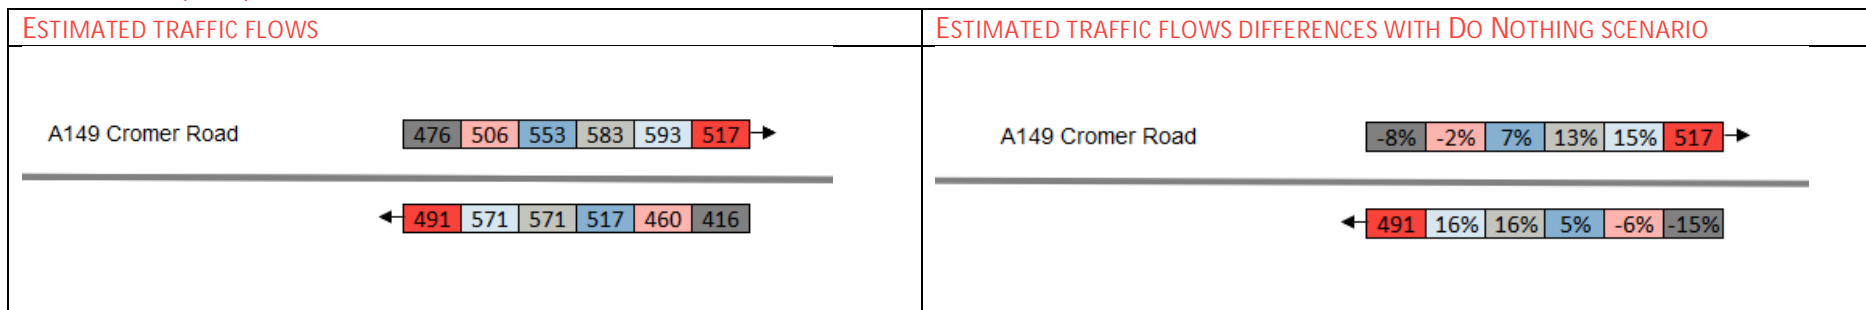 ESTIMATED TRAFFIC FLOWS
ESTIMATED TRAFFIC FLOWS DIFFERENCES WITH DO NOTHING SCENARIO
A149 Cromer Road 476 506 553 583 593 517
491 571 571 517 460 416
A149 Cromer Road -8% -2% 7% 13% 15% 517
491 16% 16% 5% -6% -15%